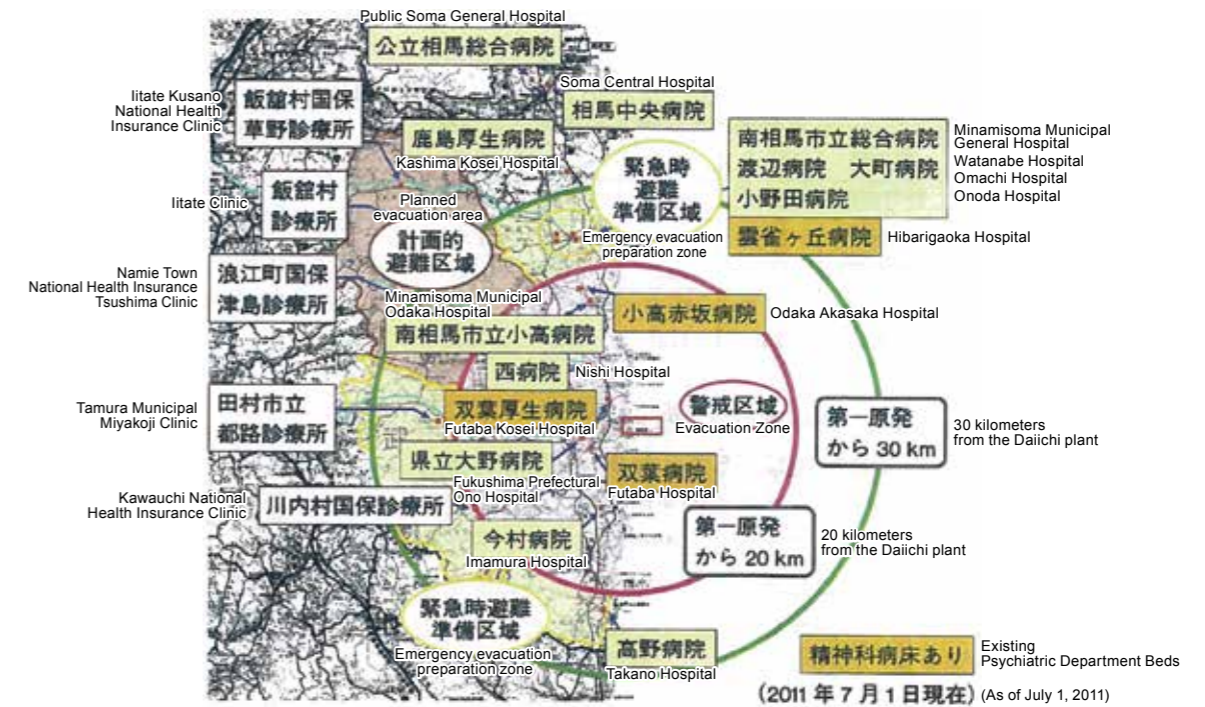 Public Soma General Hospital
公立相馬総合病院
Soma Central Hospital
相馬中央病院
Iitate Kusano
National Health
Insurance Clinic
飯舘村国保
草野診療所
鹿島厚生病院
Kashima Kosei Hospital
緊急時
避難
準備区域
Emergency evacuation
preparation zone
南相馬市立総合病院
渡辺病院 大町病院
小野田病院
Minamisoma Municipal
General Hospital
Watanabe Hospital
Omachi Hospital
Onoda Hospital
雲雀ヶ丘病院
Hibarigaoka Hospital
Iitate Clinic
飯舘村
診療所
Planned
evacuation area
計画的
避難区域
Namie Town
National Health Insurance
Tsushima Clinic
浪江町国保
津島診療所
Minamisoma Municipal
Odaka Hospital
南相馬市立小高病院
小高赤坂病院
Odaka Akasaka Hospital
西病院
Nishi Hospital
Tamura Municipal
Miyakoji Clinic
田村市立
都路診療所
双葉厚生病院
Futaba Kosei Hospital
警戒区域
Evacuation Zone
第一原発
から 30 km
30 kilometers
from the Daiichi plant
武
県立大野病院
Fukushima Prefectural
Ono Hospital
双葉病院
Futaba Hospital
Kawauchi National
Health Insurance Clinic
川内村国保診療所
今村病院
Imamura Hospital
第一原発
から 20 km
20 kilometers
from the Daiichi plant
緊急時避難
準備区域
Emergency evacuation
preparation zone
高野病院
Takano Hospital
精神科病床あり
Existing
Psychiatric Department Beds
(2011 年 7 月 1 日現在) (As of July 1, 2011)